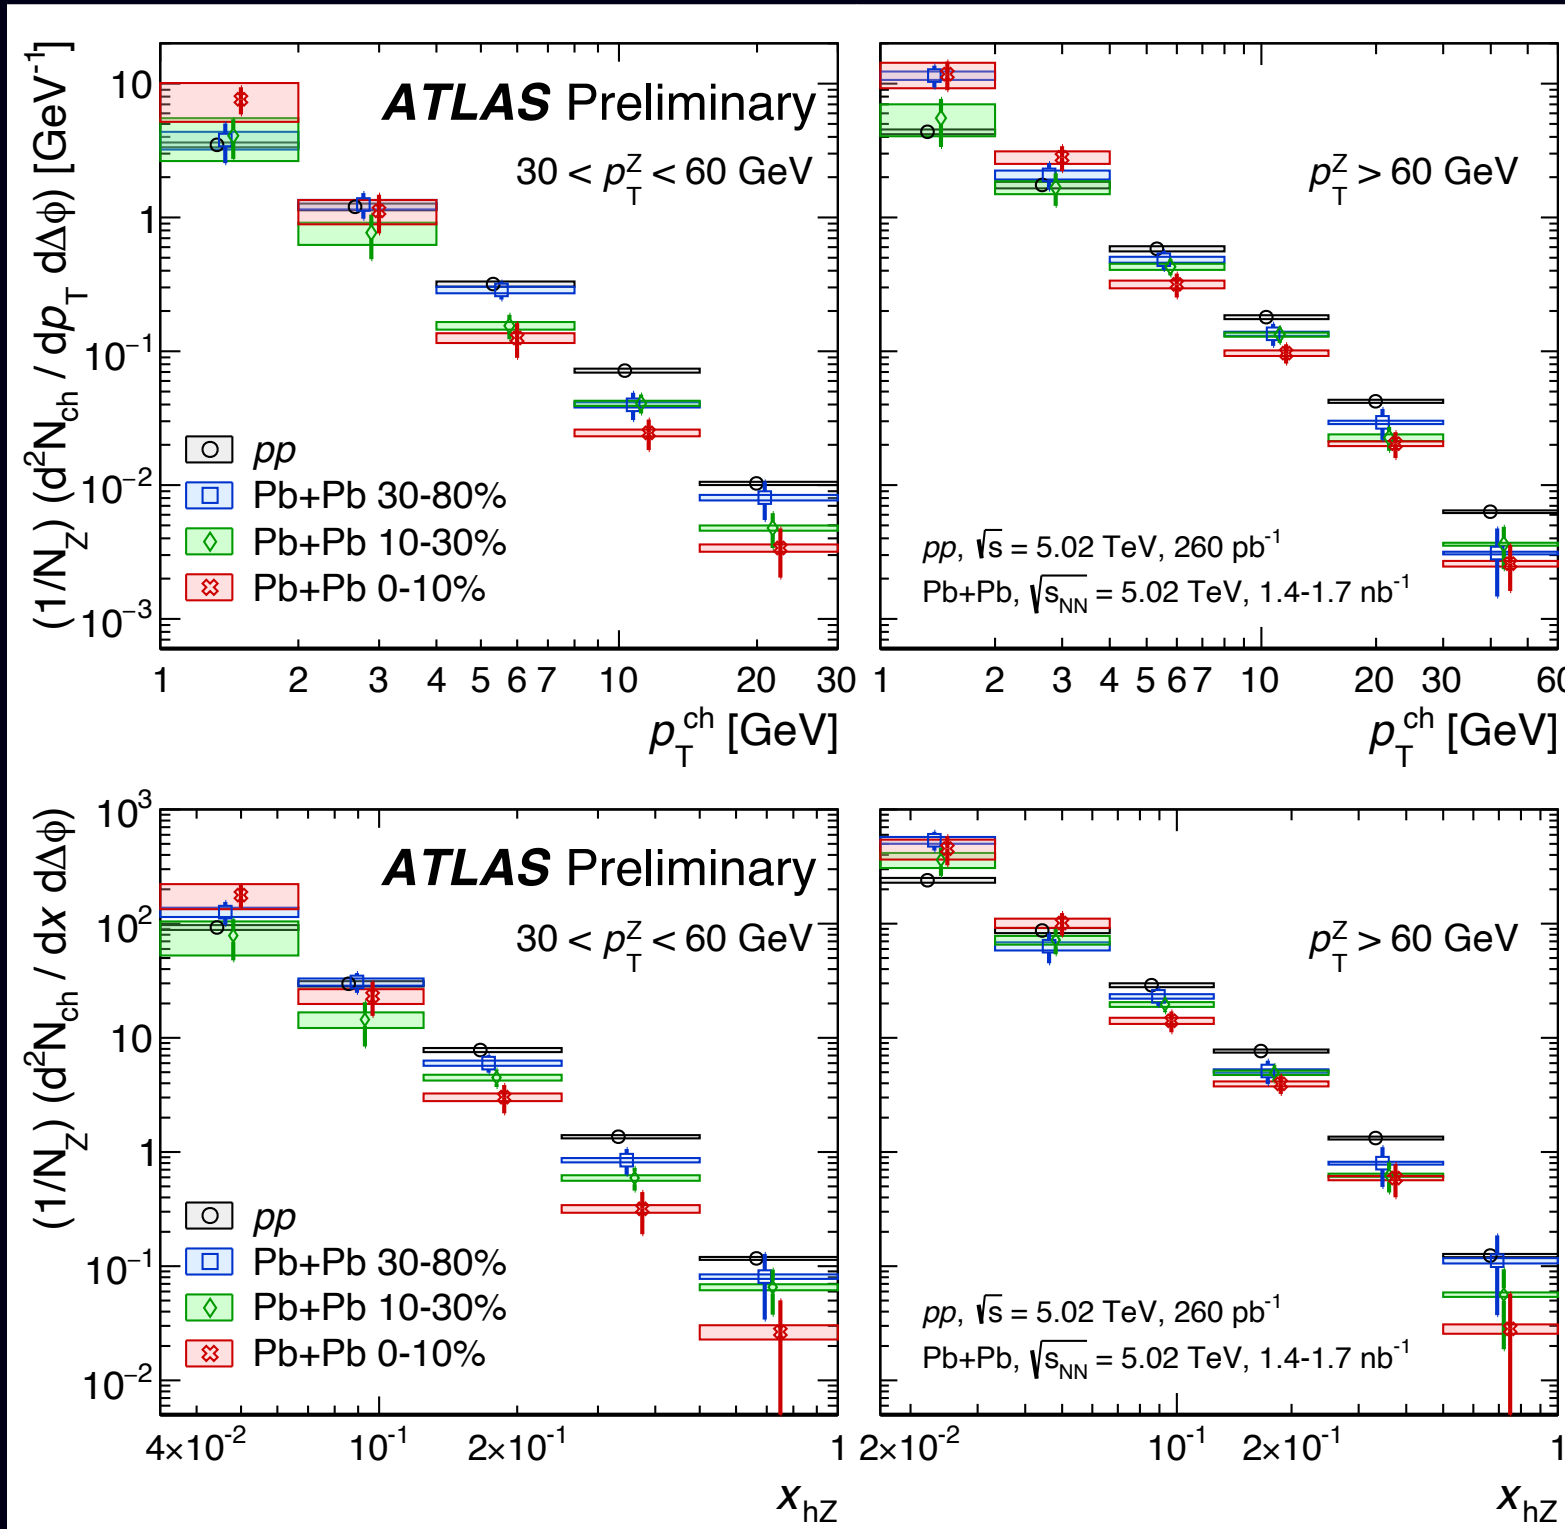 (1/N_Z) (d²N_ch / dp_T dΔϕ) [GeV⁻¹]
10
1
10⁻¹
10⁻²
10⁻³
ATLAS Preliminary
30 < p_T^Z < 60 GeV
pp
Pb+Pb 30-80%
Pb+Pb 10-30%
Pb+Pb 0-10%
1 2 3 4 5 6 7 10 20 30
p_T^ch [GeV]
p_T^Z > 60 GeV
pp, √s = 5.02 TeV, 260 pb⁻¹
Pb+Pb, √s_NN = 5.02 TeV, 1.4-1.7 nb⁻¹
1 2 3 4 5 6 7 10 20 30 60
p_T^ch [GeV]
(1/N_Z) (d²N_ch / dx dΔϕ)
10³
10²
10
1
10⁻¹
10⁻²
ATLAS Preliminary
30 < p_T^Z < 60 GeV
pp
Pb+Pb 30-80%
Pb+Pb 10-30%
Pb+Pb 0-10%
4×10⁻² 10⁻¹ 2×10⁻¹ 1
x_hZ
p_T^Z > 60 GeV
pp, √s = 5.02 TeV, 260 pb⁻¹
Pb+Pb, √s_NN = 5.02 TeV, 1.4-1.7 nb⁻¹
2×10⁻² 10⁻¹ 2×10⁻¹ 1
x_hZ